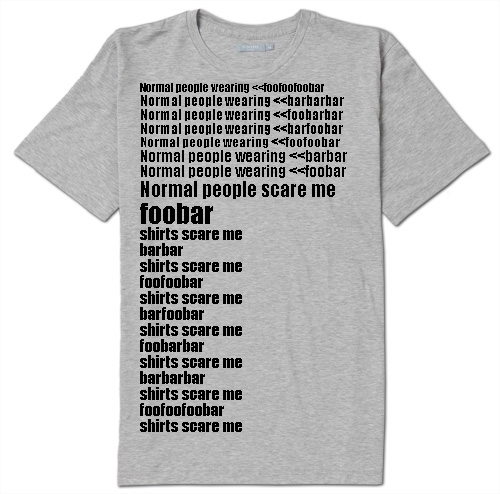 Normal people wearing <<foofoofoobar
Normal people wearing <<barbarbar
Normal people wearing <<foobarbar
Normal people wearing <<barfoobar
Normal people wearing <<foofoobar
Normal people wearing <<barbar
Normal people wearing <<foobar
Normal people scare me
foobar
shirts scare me
barbar
shirts scare me
foofoobar
shirts scare me
barfoobar
shirts scare me
foobarbar
shirts scare me
barbarbar
shirts scare me
foofoofoobar
shirts scare me